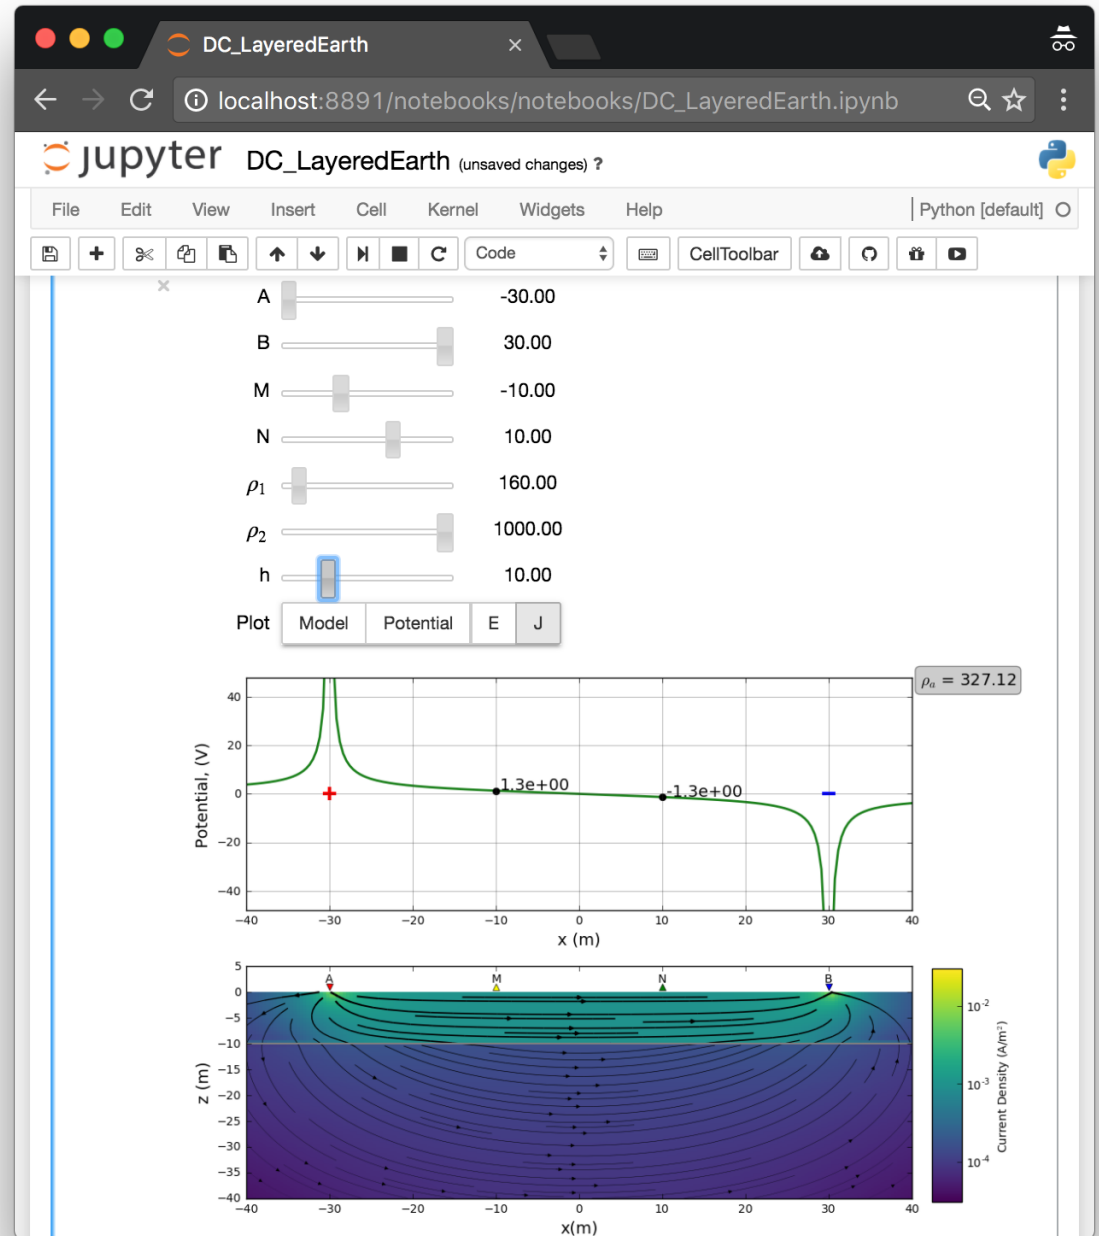 DC_LayeredEarth ×
localhost:8891/notebooks/notebooks/DC_LayeredEarth.ipynb
jupyter DC_LayeredEarth (unsaved changes) ?
File Edit View Insert Cell Kernel Widgets Help Python [default]
Code CellToolbar
×
A -30.00
B 30.00
M -10.00
N 10.00
ρ1 160.00
ρ2 1000.00
h 10.00
Plot Model Potential E J
ρa = 327.12
Potential, (V)
40
20
0
−20
−40
1.3e+00
-1.3e+00
−40 −30 −20 −10 0 10 20 30 40
x (m)
A M N B
z (m)
5
0
−5
−10
−15
−20
−25
−30
−35
−40
−40 −30 −20 −10 0 10 20 30 40
x(m)
10⁻²
10⁻³
10⁻⁴
Current Density (A/m²)